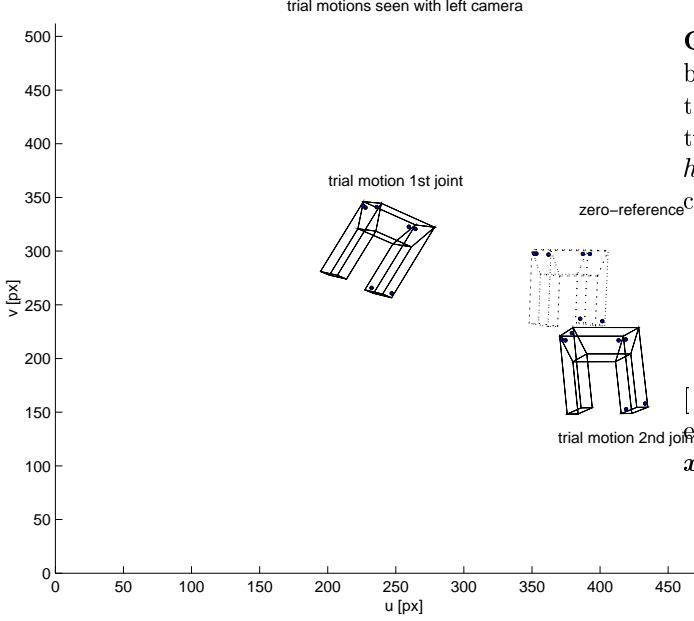 trial motions seen with left camera
500
450
400
350
300
250
200
150
100
50
0
v [px]
trial motion 1st joint
zero−reference
trial motion 2nd join
0 50 100 150 200 250 300 350 400 450
u [px]
b
t
h
c
[
e
x